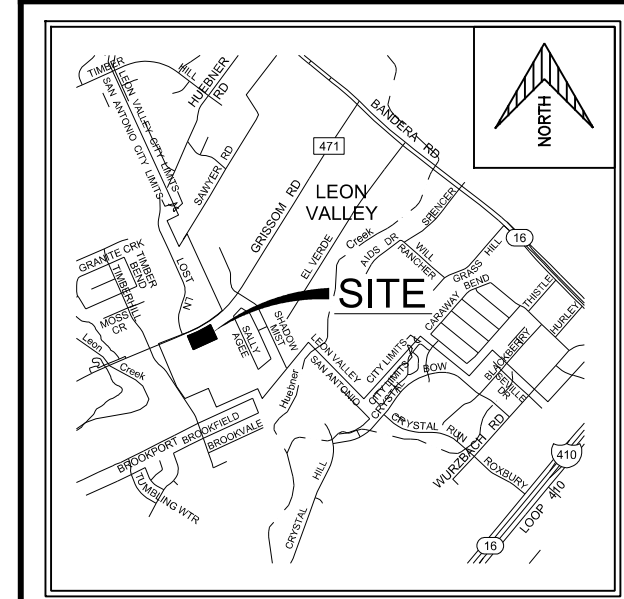 NORTH
TIMBER
HILL
HUEBNER
RD
LEON VALLEY CITY LIMITS
SAN ANTONIO CITY LIMITS
BANDERA RD
471
SAWYER RD
GRISSOM RD
LEON
VALLEY
SPENCER
16
EL VERDE
Creek
AIDS DR
WILL
RANCHER
GRASS HILL
GRANITE CRK
TIMBER
BEND
TIMBERHILL
LOST
LN
SITE
CARAWAY
BEND
THISTLE
HURLEY
MOSS
CR
SHADOW
MIST
SALLY
AGEE
Leon
Creek
LEON VALLEY
SAN ANTONIO
CITY LIMITS
CITY LIMITS
CRYSTAL
BOW
BLACKBERRY
SEVILLE
DR
Huebner
BROOKPORT
BROOKFIELD
BROOKVALE
CRYSTAL
RUN
WURZBACH RD
ROXBURY
410
TUMBLING WTR
CRYSTAL
HILL
LOOP 410
16